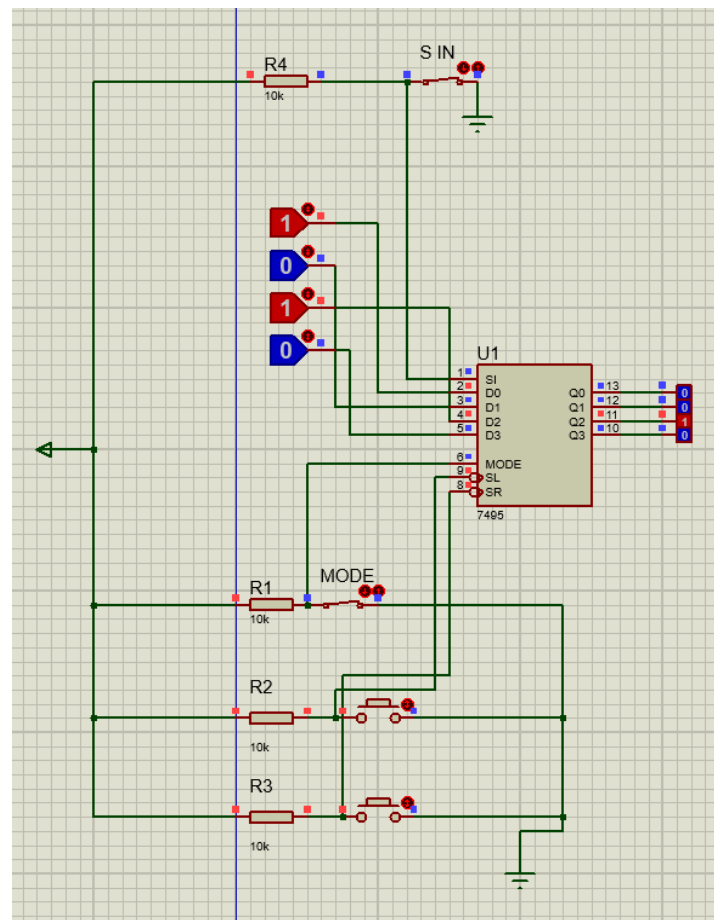 S IN
R4
10k
1
0
1
0
U1
1 SI
2 D0 Q0 13 0
3 D1 Q1 12 0
4 D2 Q2 11 1
5 D3 Q3 10 0
6 MODE
9 SL
8 SR
7495
R1 MODE
10k
R2
10k
R3
10k